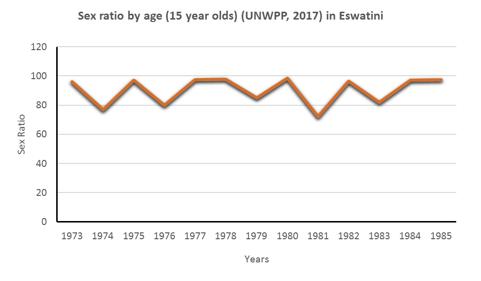 Sex ratio by age (15 year olds) (UNWPP, 2017) in Eswatini
120
100
80
60
40
20
0
Sex Ratio
1973 1974 1975 1976 1977 1978 1979 1980 1981 1982 1983 1984 1985
Years